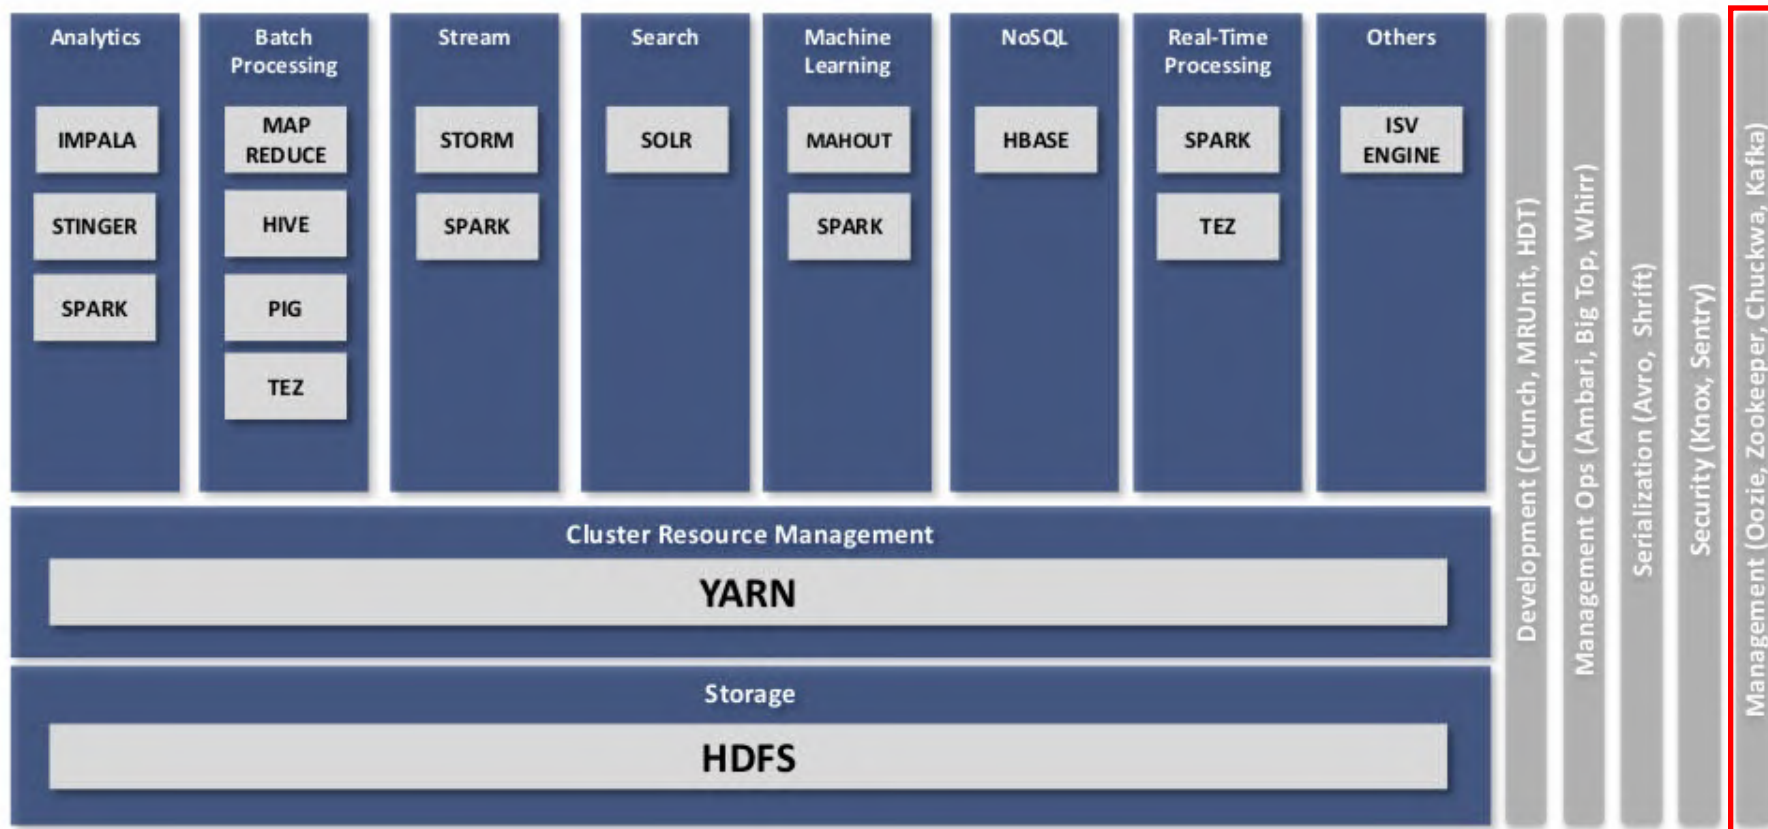 Analytics
IMPALA
STINGER
SPARK
Batch
Processing
MAP
REDUCE
HIVE
PIG
TEZ
Stream
STORM
SPARK
Search
SOLR
Machine
Learning
MAHOUT
SPARK
NoSQL
HBASE
Real-Time
Processing
SPARK
TEZ
Others
ISV
ENGINE
Cluster Resource Management
YARN
Storage
HDFS
Development (Crunch, MRUnit, HDT)
Management Ops (Ambari, Big Top, Whirr)
Serialization (Avro, Shrift)
Security (Knox, Sentry)
Management (Oozie, Zookeeper, Chuckwa, Kafka)